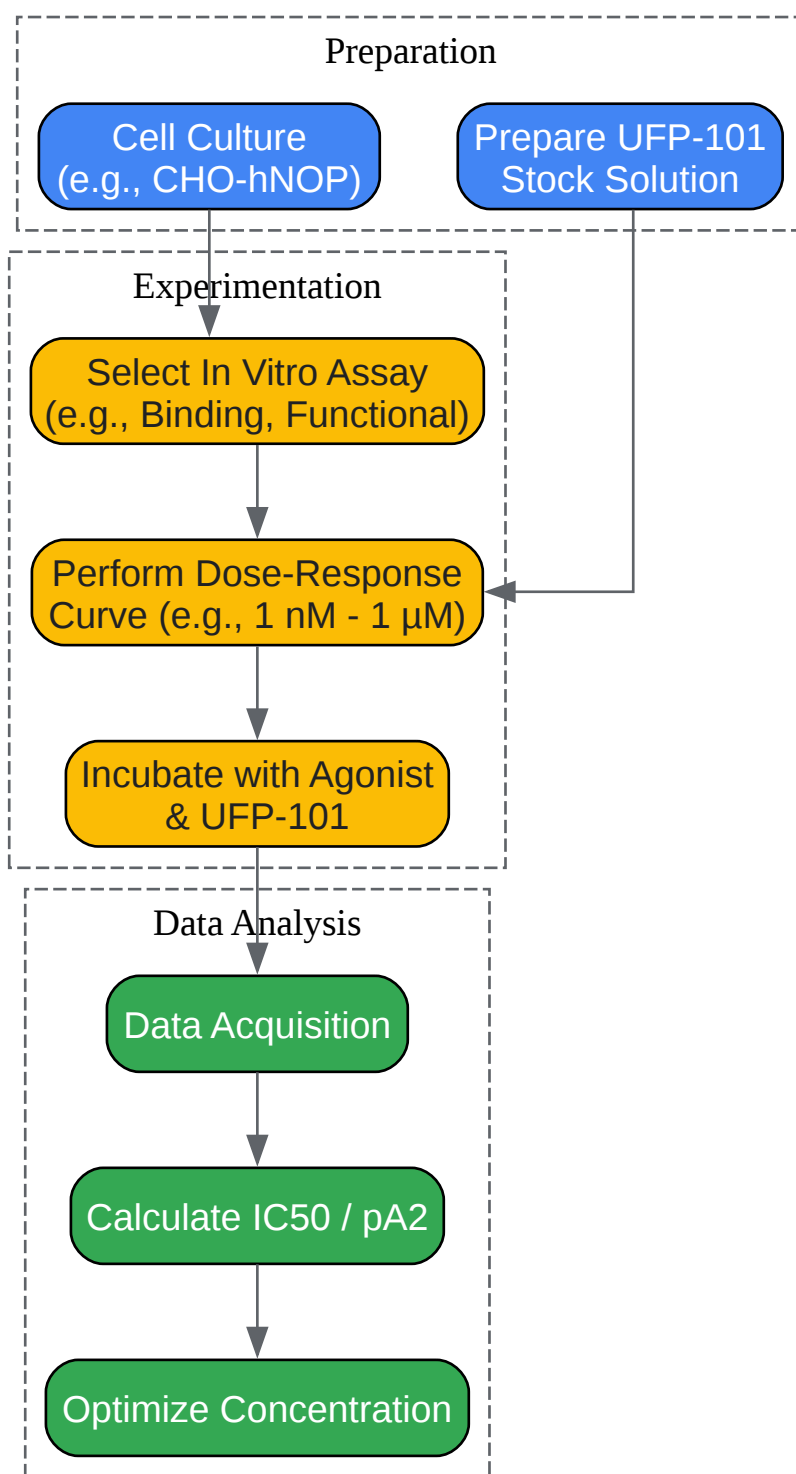 Preparation
Cell Culture
(e.g., CHO-hNOP)
Prepare UFP-101
Stock Solution
Experimentation
Select In Vitro Assay
(e.g., Binding, Functional)
Perform Dose-Response
Curve (e.g., 1 nM - 1 µM)
Incubate with Agonist
& UFP-101
Data Analysis
Data Acquisition
Calculate IC50 / pA2
Optimize Concentration